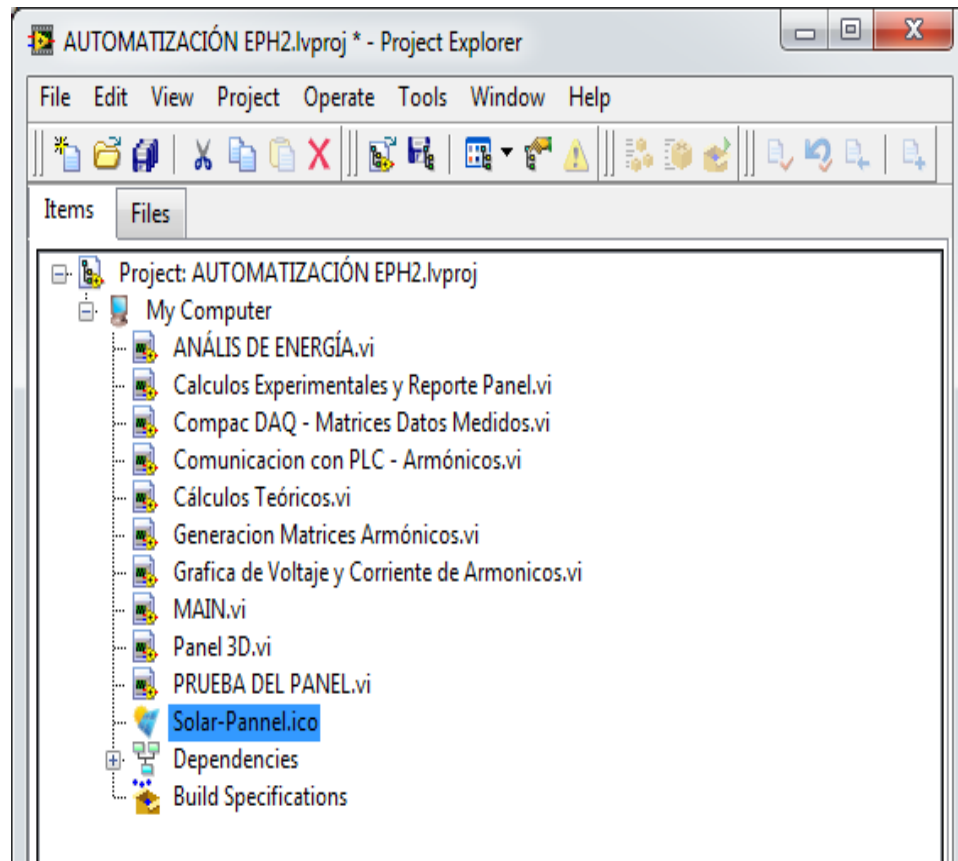 AUTOMATIZACIÓN EPH2.lvproj * - Project Explorer
File Edit View Project Operate Tools Window Help
Items Files
Project: AUTOMATIZACIÓN EPH2.lvproj
My Computer
ANÁLIS DE ENERGÍA.vi
Calculos Experimentales y Reporte Panel.vi
Compac DAQ - Matrices Datos Medidos.vi
Comunicacion con PLC - Armónicos.vi
Cálculos Teóricos.vi
Generacion Matrices Armónicos.vi
Grafica de Voltaje y Corriente de Armonicos.vi
MAIN.vi
Panel 3D.vi
PRUEBA DEL PANEL.vi
Solar-Pannel.ico
Dependencies
Build Specifications